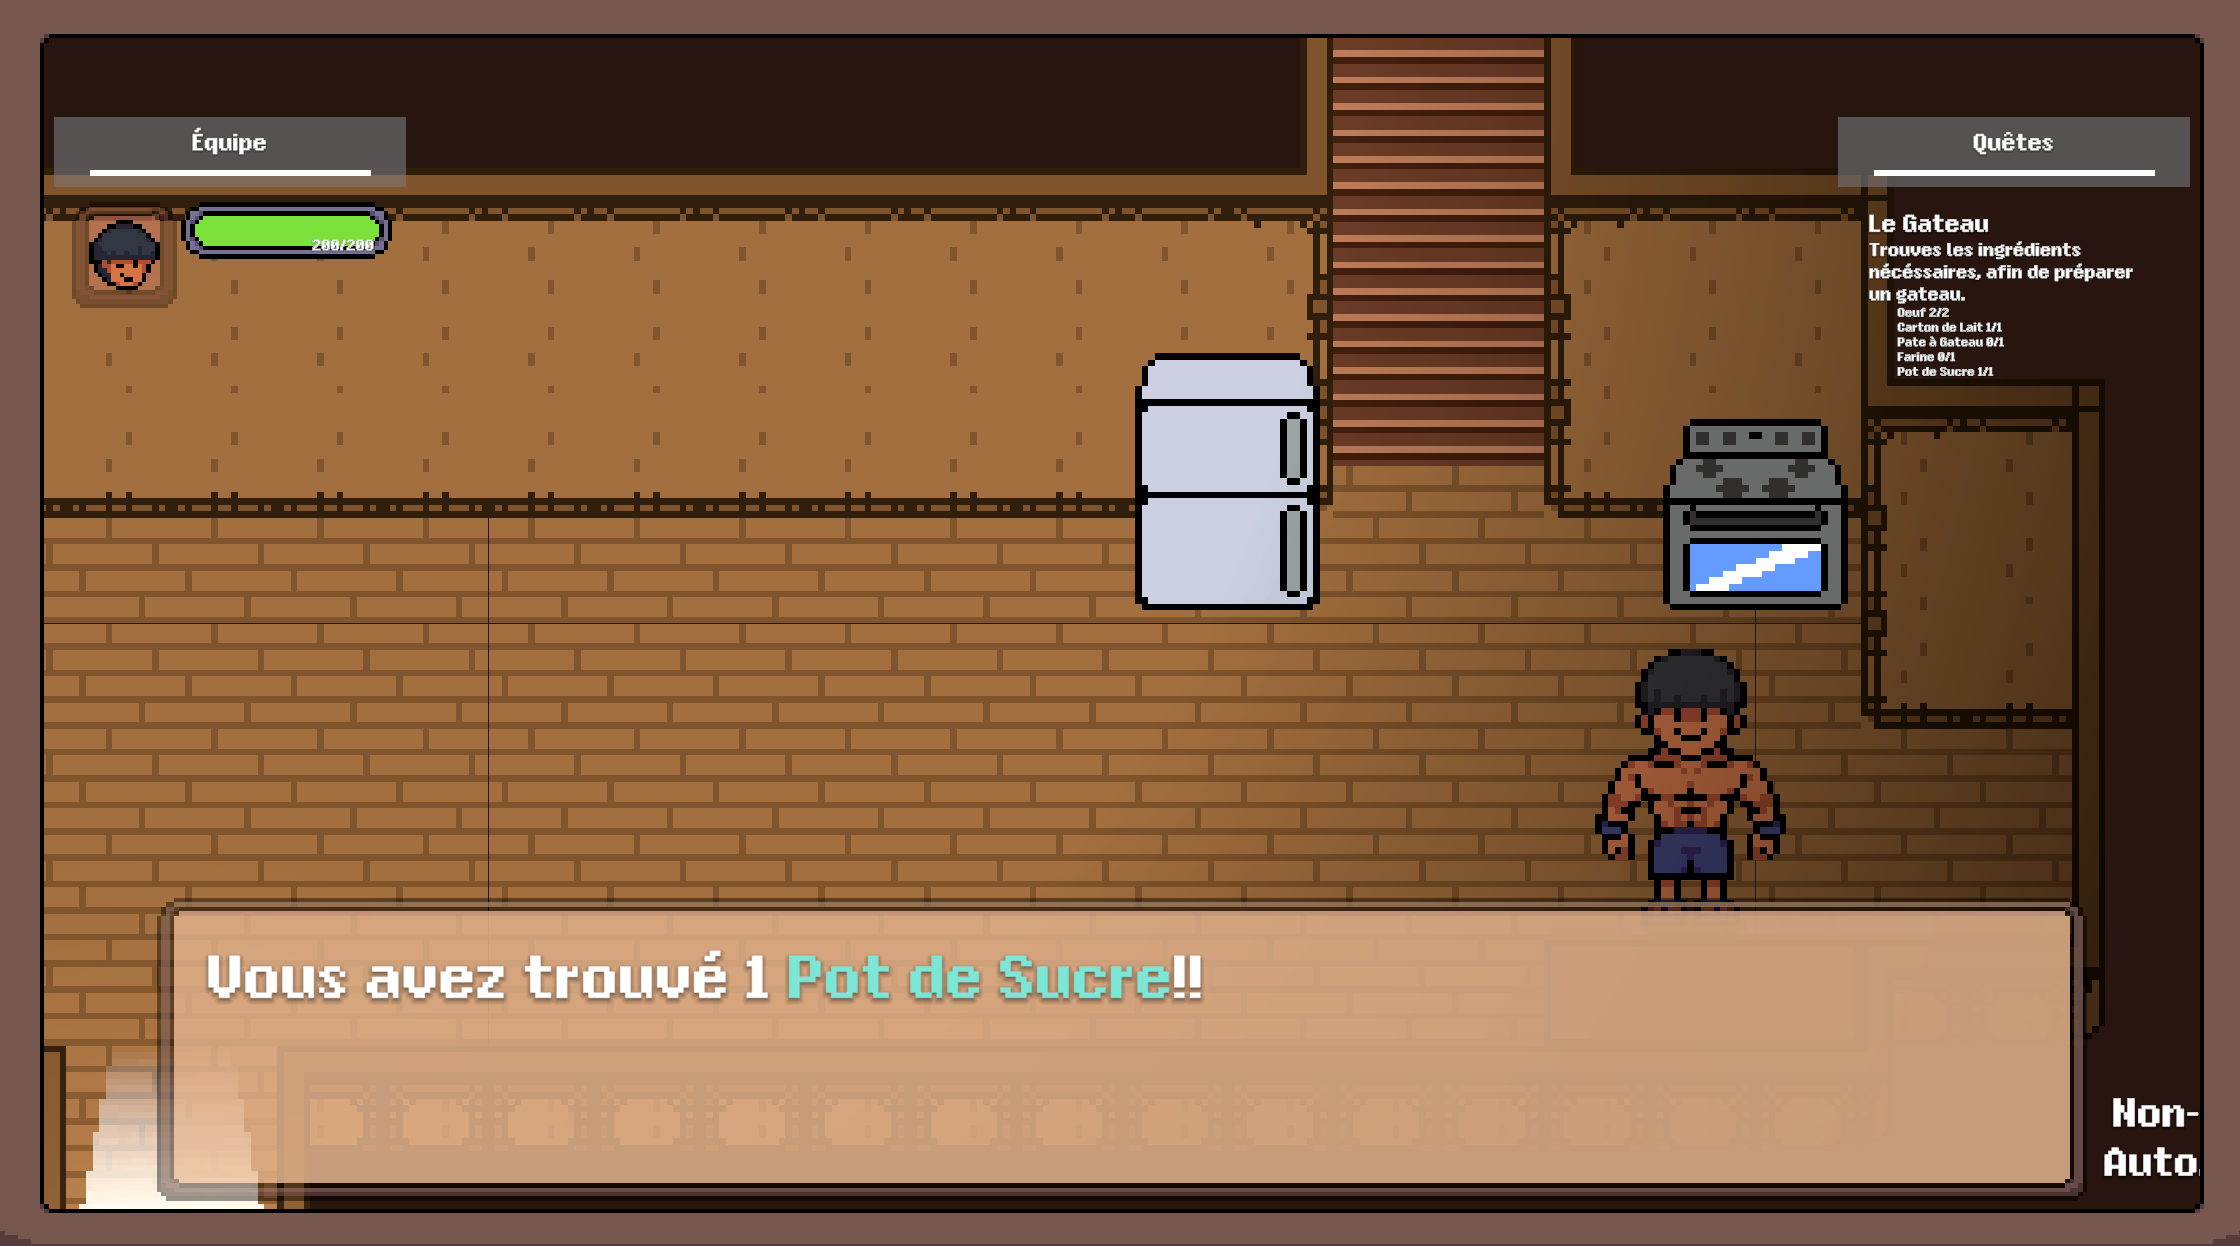 Équipe
Quêtes
200/200
Le Gateau
Trouves les ingrédients
nécéssaires, afin de préparer
un gateau.
Oeuf 2/2
Carton de Lait 1/1
Pate à Gateau 0/1
Farine 0/1
Pot de Sucre 1/1
Vous avez trouvé 1 Pot de Sucre!!
Non-
Auto